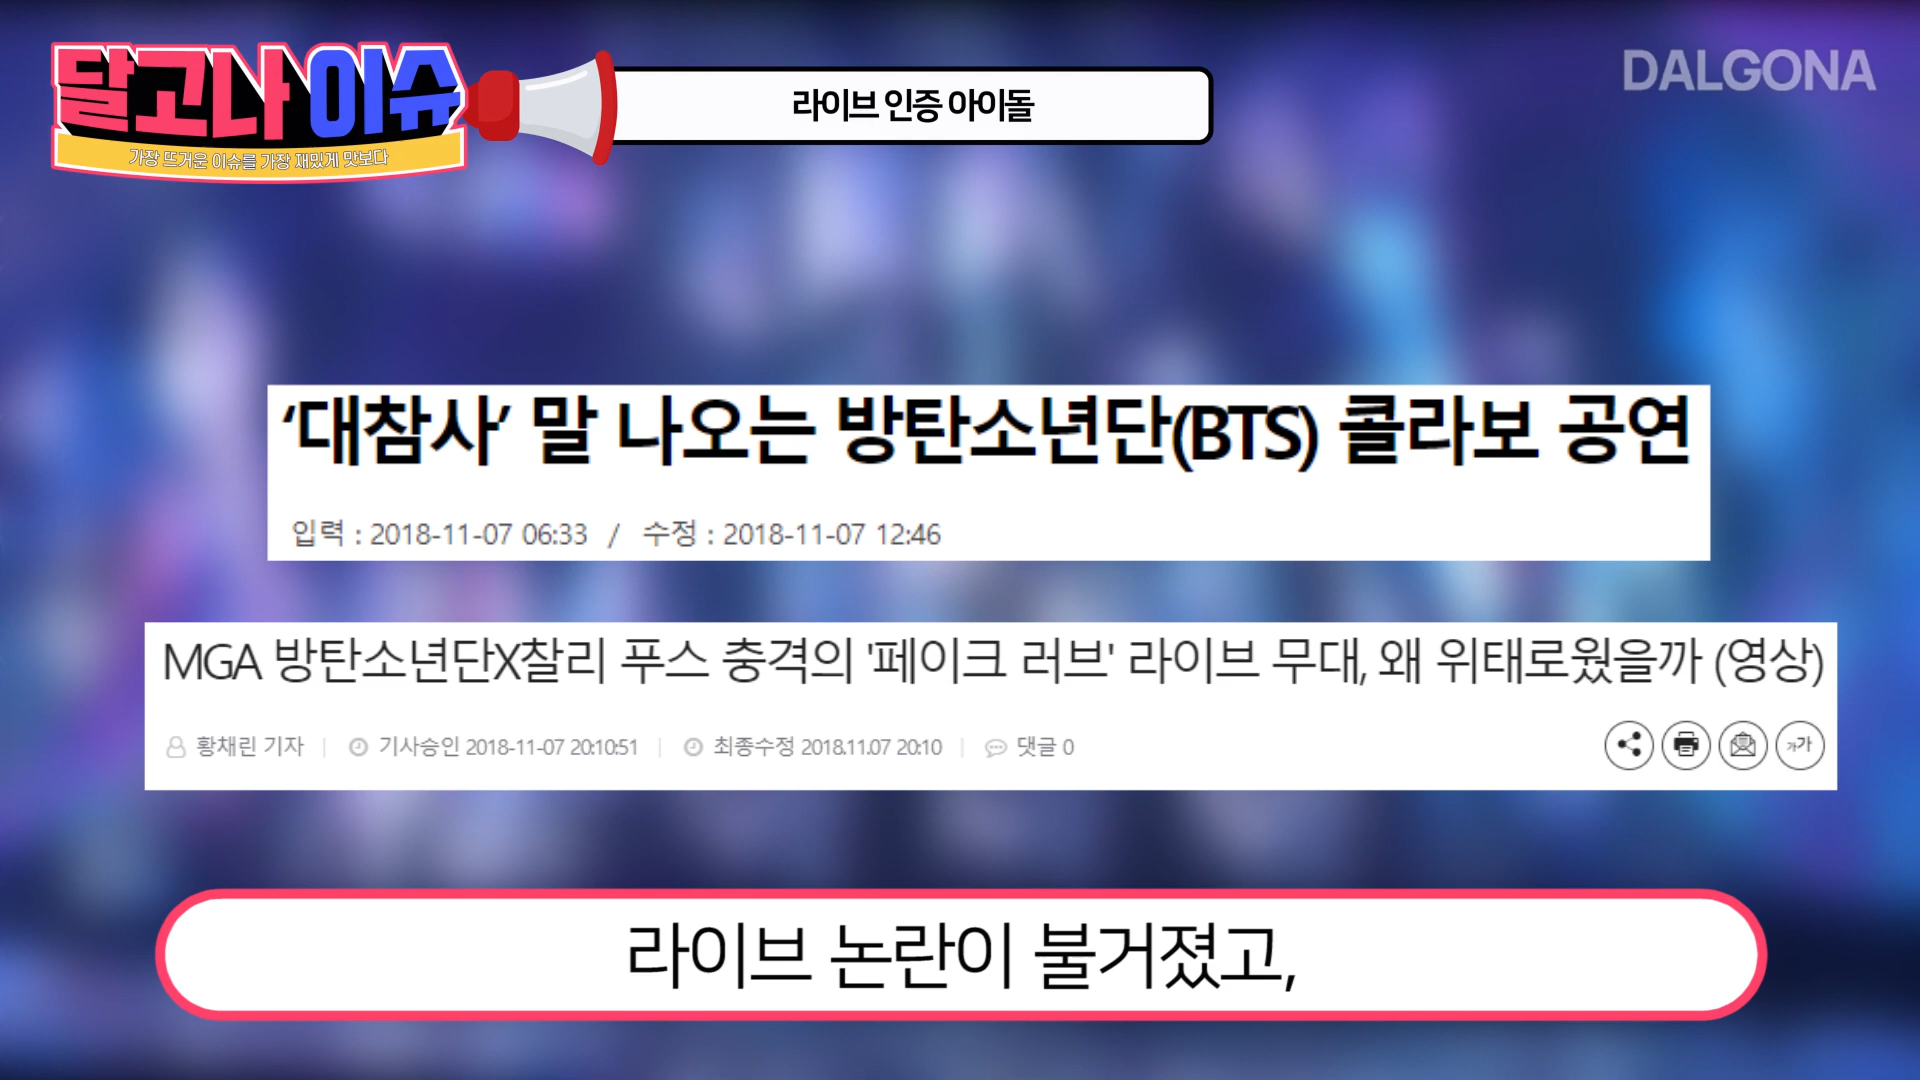 달고나 이슈
가장 뜨거운 이슈를 가장 재밌게 맛보다
라이브 인증 아이돌
DALGONA
‘대참사’ 말 나오는 방탄소년단(BTS) 콜라보 공연
입력 : 2018-11-07 06:33 / 수정 : 2018-11-07 12:46
MGA 방탄소년단X찰리 푸스 충격의 '페이크 러브' 라이브 무대, 왜 위태로웠을까 (영상)
황채린 기자 | 기사승인 2018-11-07 20:10:51 | 최종수정 2018.11.07 20:10 | 댓글 0
가가
라이브 논란이 불거졌고,